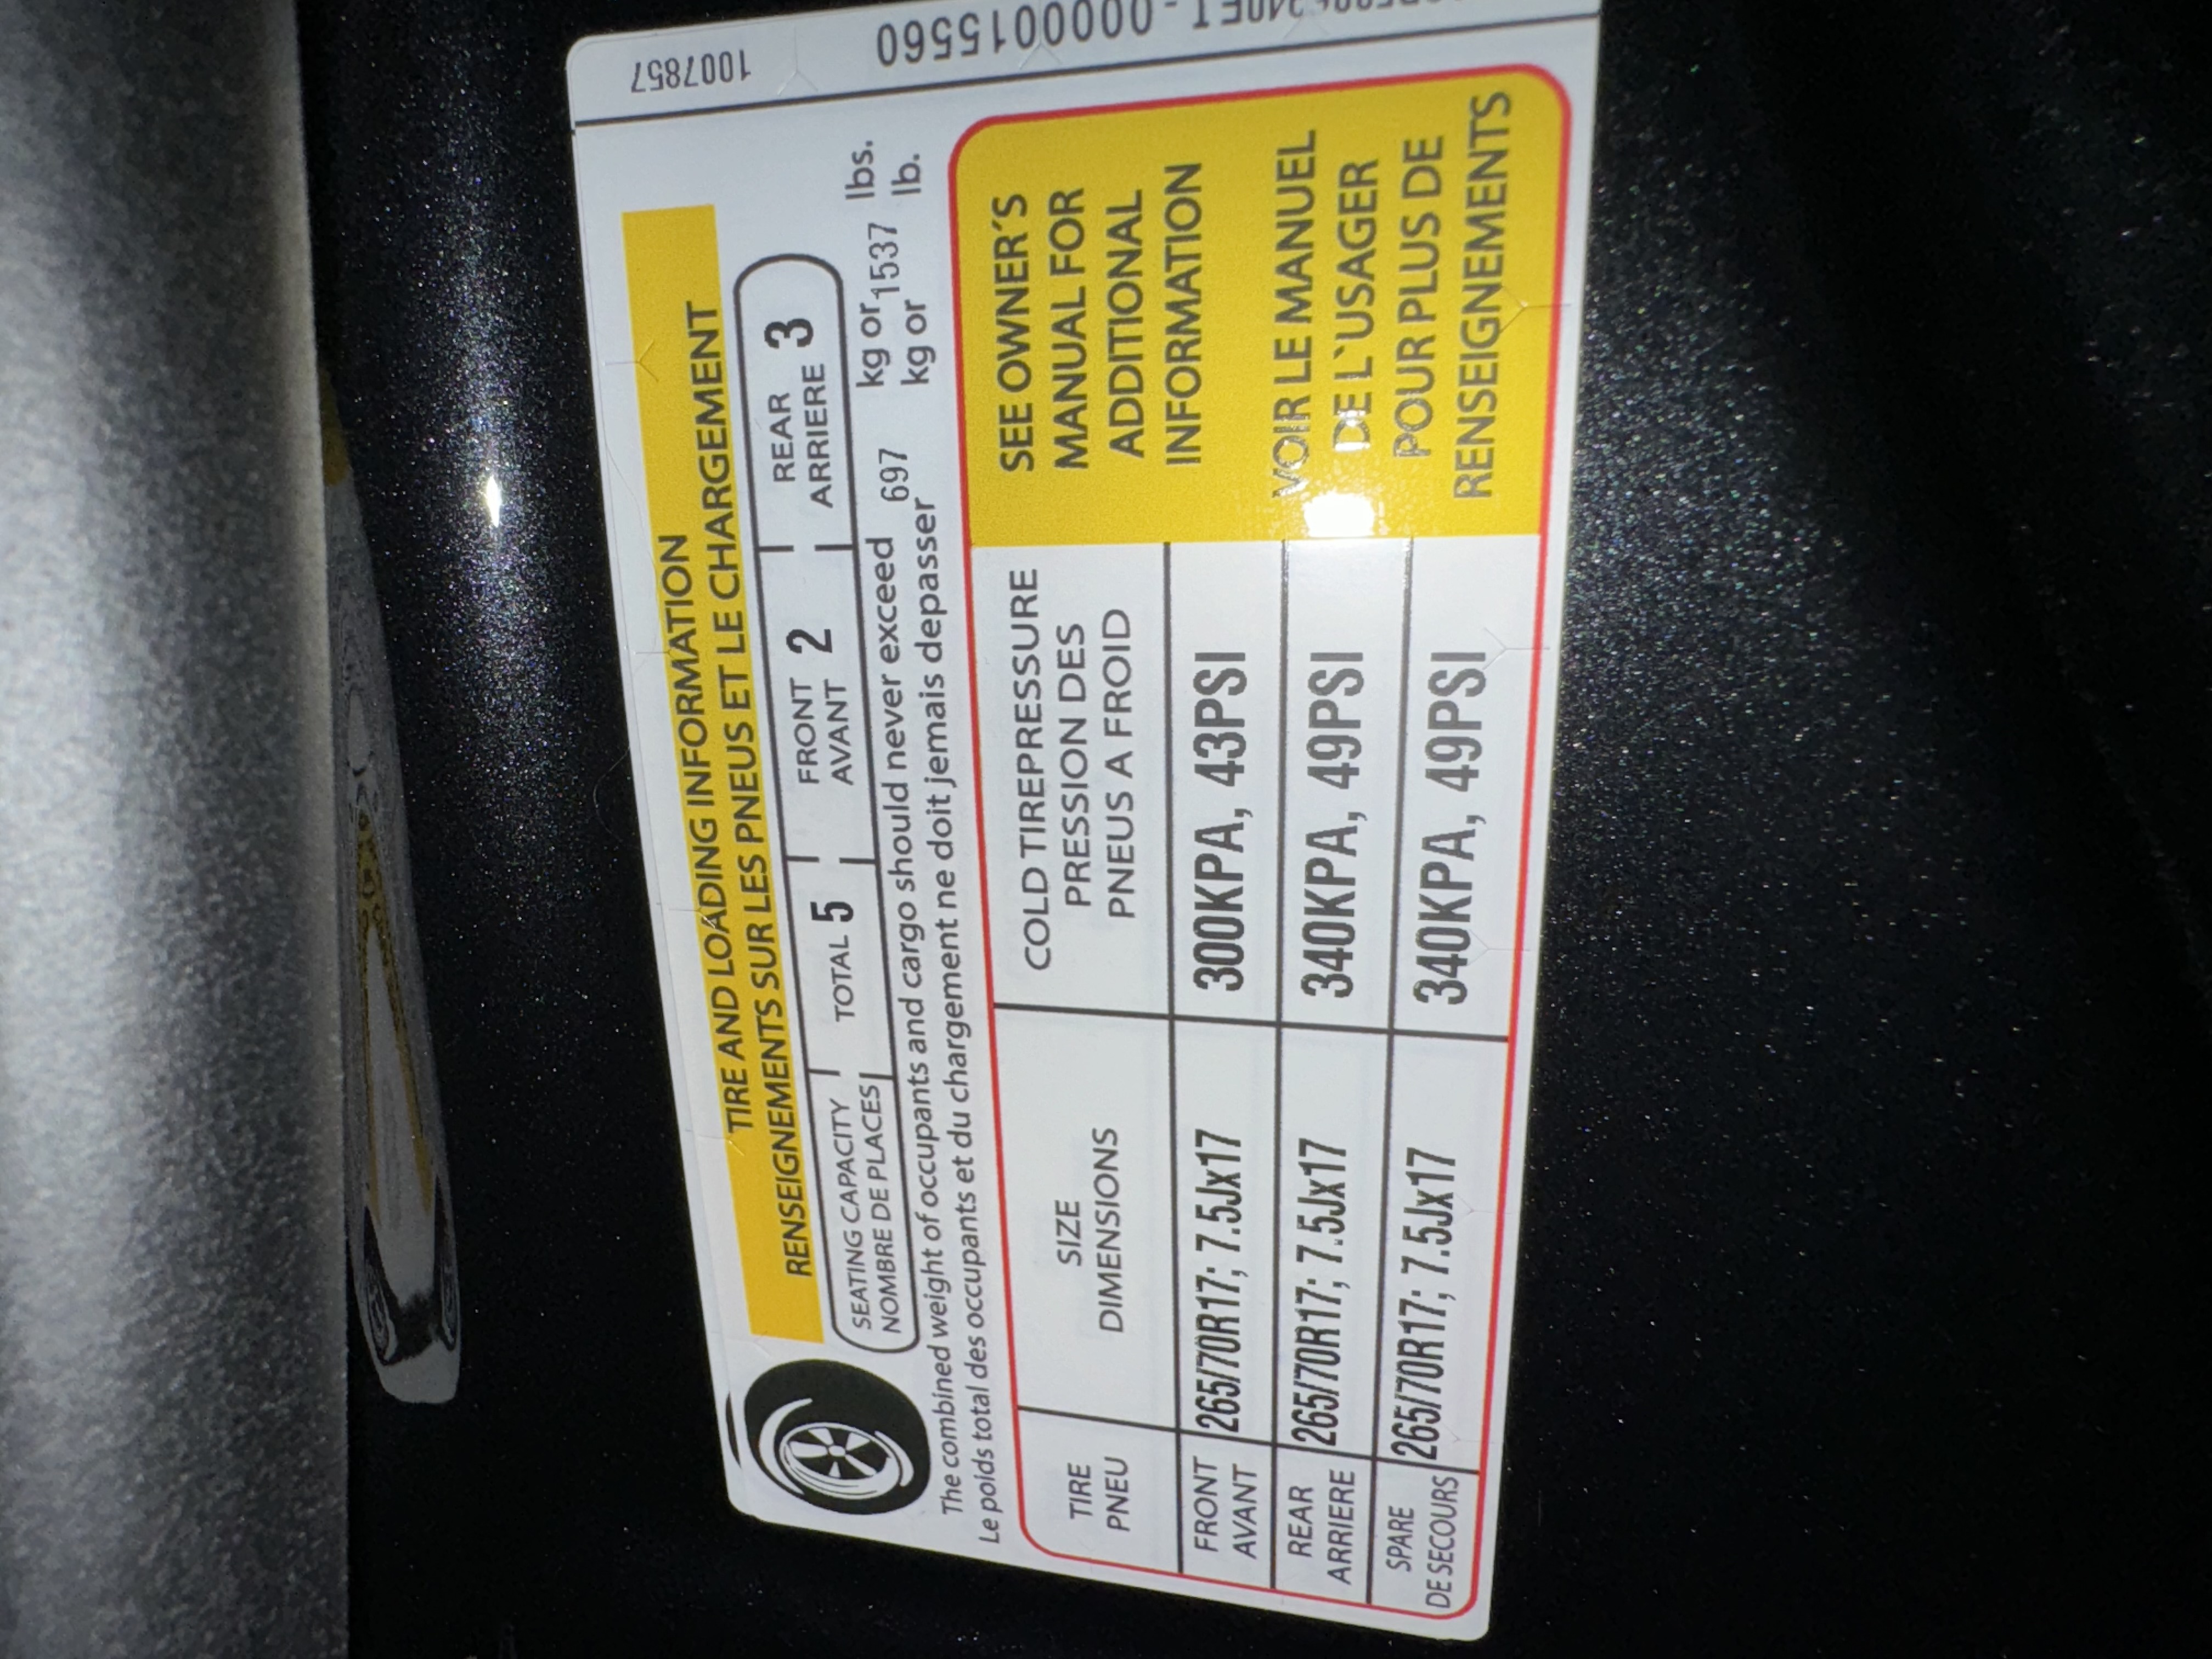 TIRE AND LOADING INFORMATION
RENSEIGNEMENTS SUR LES PNEUS ET LE CHARGEMENT
SEATING CAPACITY
NOMBRE DE PLACES
TOTAL 5
FRONT
AVANT 2
REAR
ARRIERE 3
The combined weight of occupants and cargo should never exceed 697 kg or 1537 lbs.
Le poids total des occupants et du chargement ne doit jemais depasser kg or lb.
TIRE
PNEU
SIZE
DIMENSIONS
COLD TIREPRESSURE
PRESSION DES
PNEUS A FROID
FRONT
AVANT
265/70R17; 7.5Jx17
300KPA, 43PSI
REAR
ARRIERE
265/70R17; 7.5Jx17
340KPA, 49PSI
SPARE
DE SECOURS
265/70R17; 7.5Jx17
340KPA, 49PSI
SEE OWNER'S
MANUAL FOR
ADDITIONAL
INFORMATION
VOIR LE MANUEL
DE L`USAGER
POUR PLUS DE
RENSEIGNEMENTS
1007857
000015560